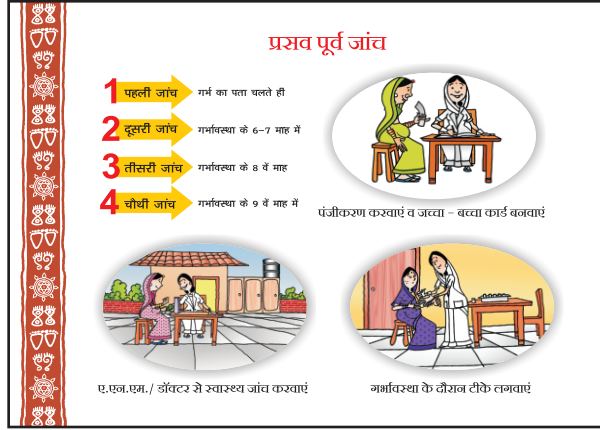 प्रसव पूर्व जांच
1 पहली जांच गर्भ का पता चलते ही
2 दूसरी जांच गर्भावस्था के 6-7 माह में
3 तीसरी जांच गर्भावस्था के 8 वें माह
4 चौथी जांच गर्भावस्था के 9 वें माह में
पंजीकरण करवाएं व जच्चा - बच्चा कार्ड बनवाएं
ए.एन.एम./ डॉक्टर से स्वास्थ्य जांच करवाएं
गर्भावस्था के दौरान टीके लगवाएं